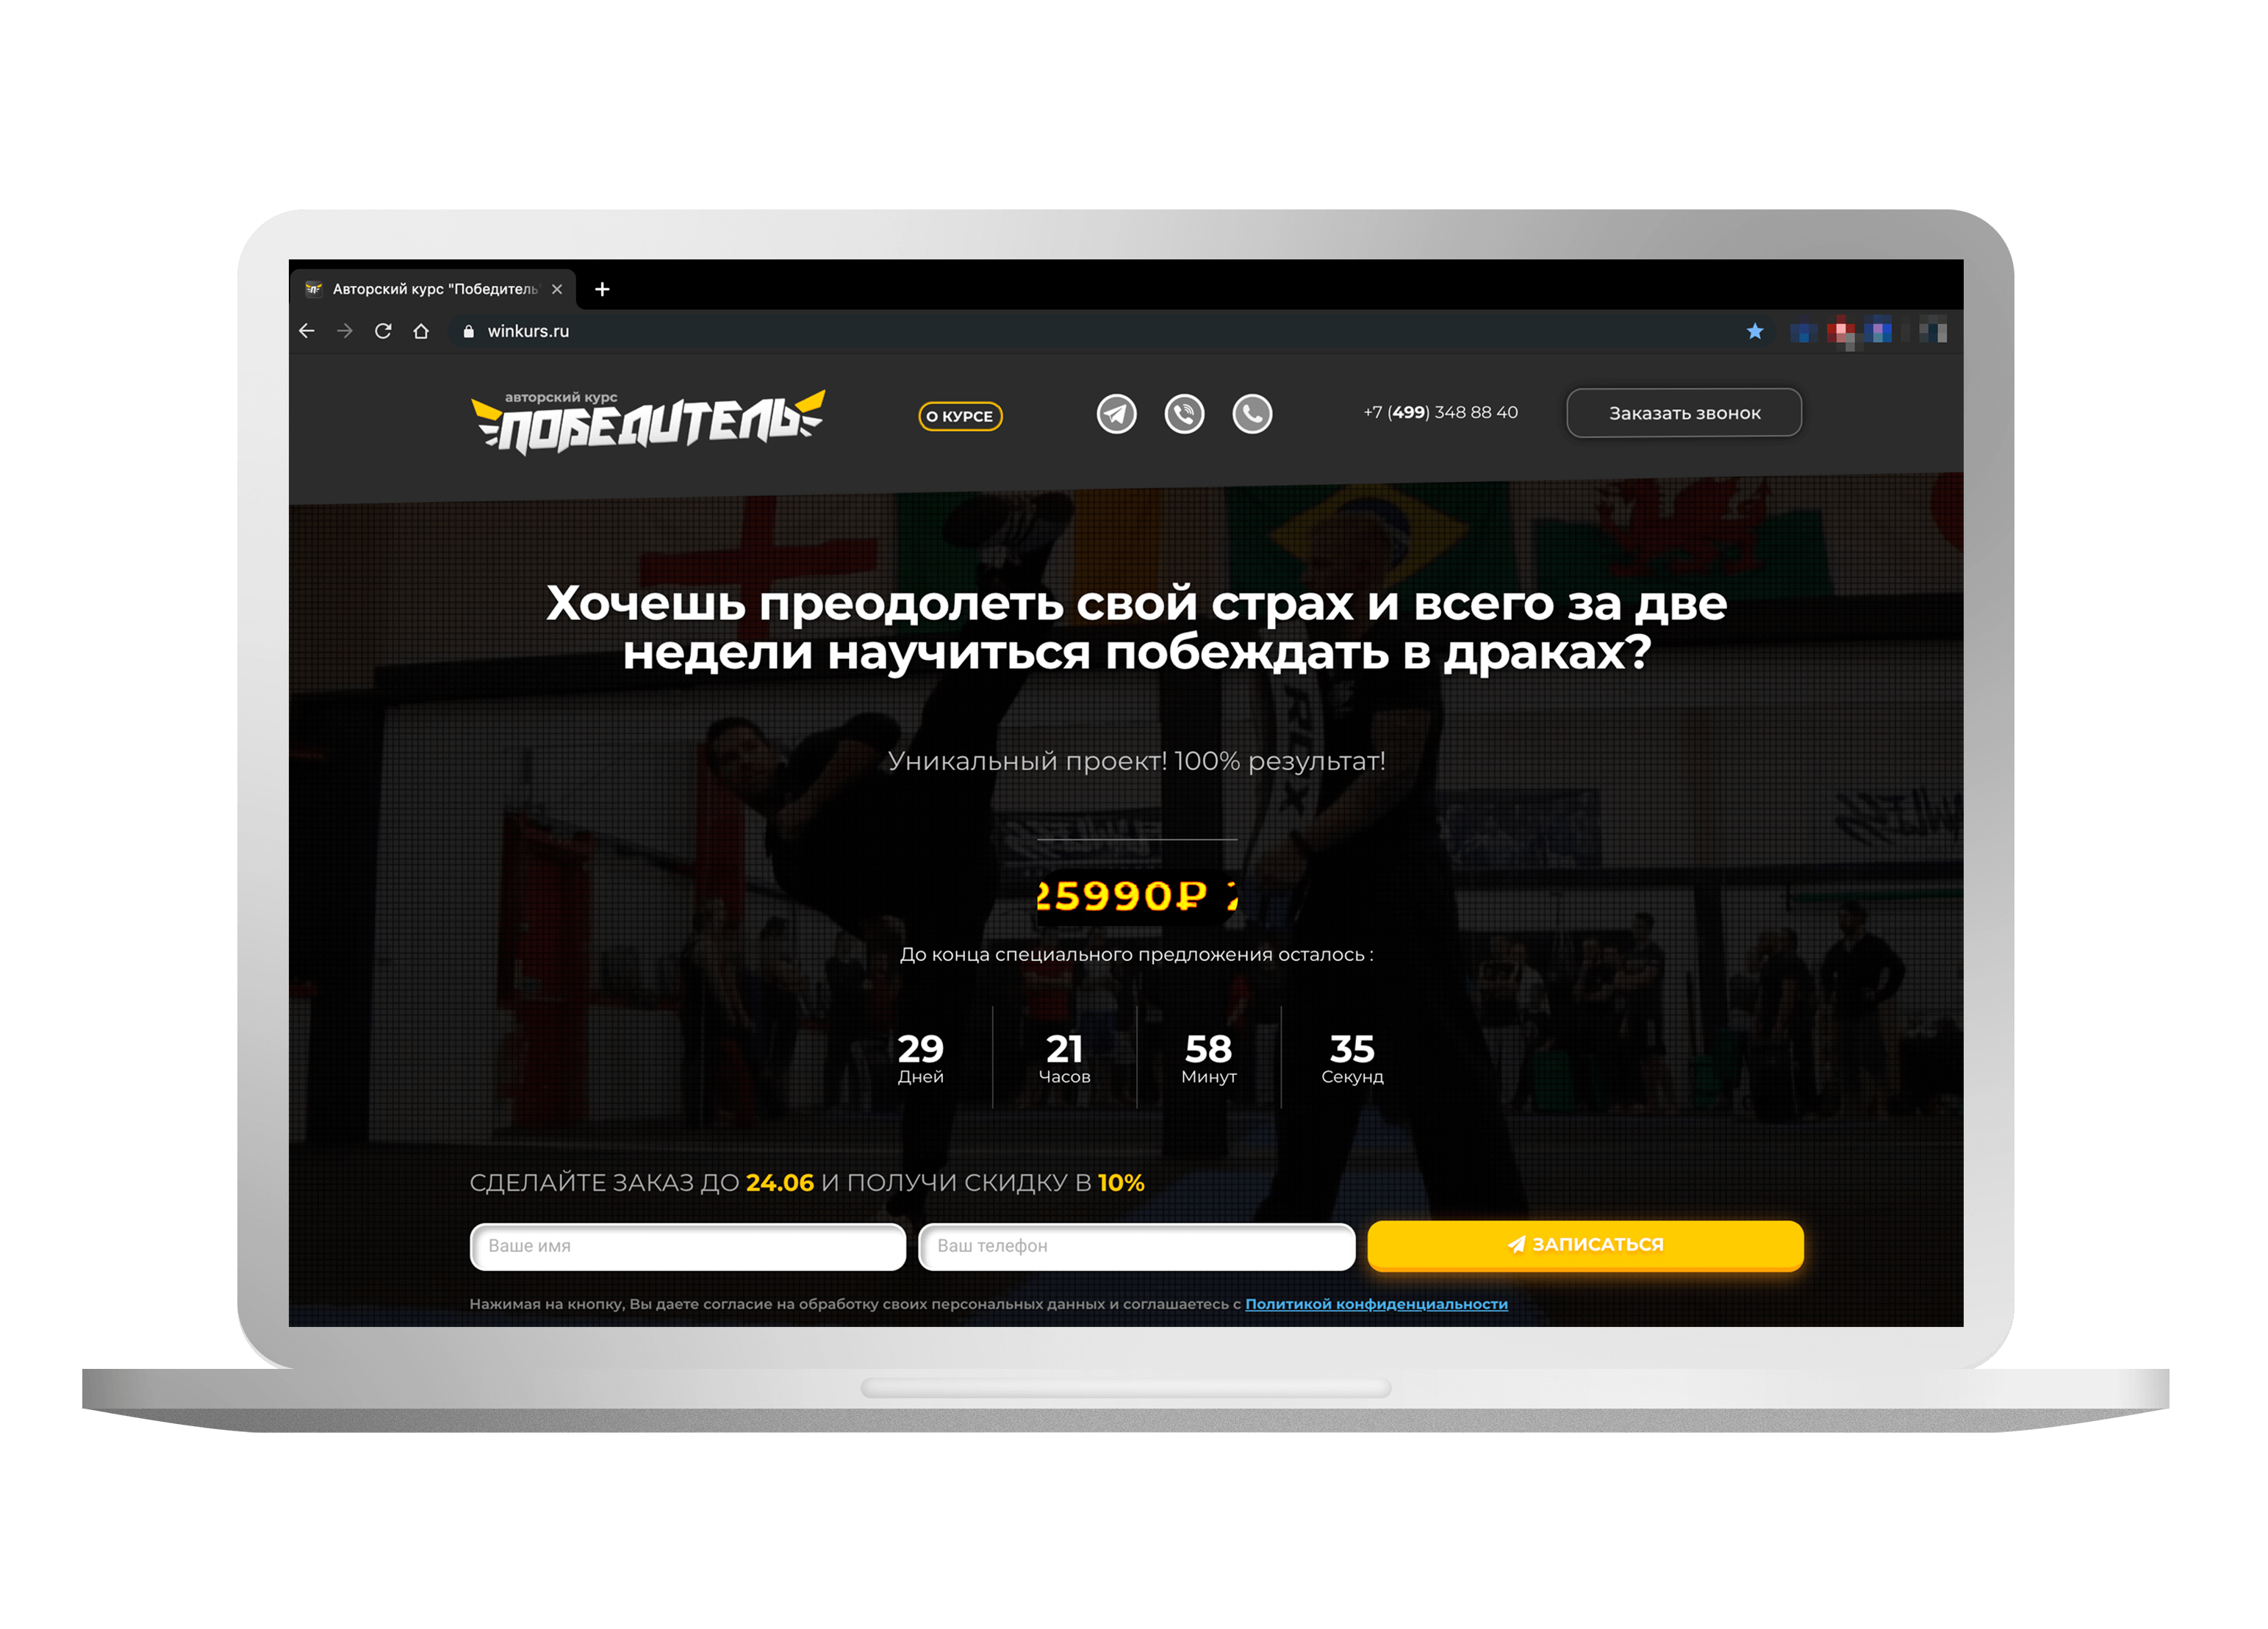 Авторский курс "Победитель
winkurs.ru
авторский курс
ПОБЕДИТЕЛЬ
О КУРСЕ
+7 (499) 348 88 40
Заказать звонок
Хочешь преодолеть свой страх и всего за две
недели научиться побеждать в драках?
Уникальный проект! 100% результат!
25990₽ 2
До конца специального предложения осталось :
29 21 58 35
Дней Часов Минут Секунд
СДЕЛАЙТЕ ЗАКАЗ ДО 24.06 И ПОЛУЧИ СКИДКУ В 10%
Ваше имя
Ваш телефон
ЗАПИСАТЬСЯ
Нажимая на кнопку, Вы даете согласие на обработку своих персональных данных и соглашаетесь с Политикой конфиденциальности